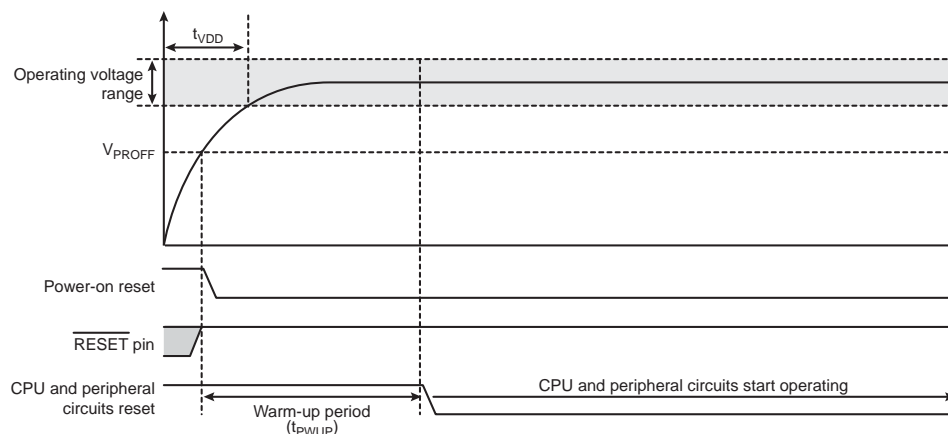 tVDD
Operating voltage
range
VPROFF
Power-on reset
RESET pin
CPU and peripheral
circuits reset
CPU and peripheral circuits start operating
Warm-up period
(tPWUP)